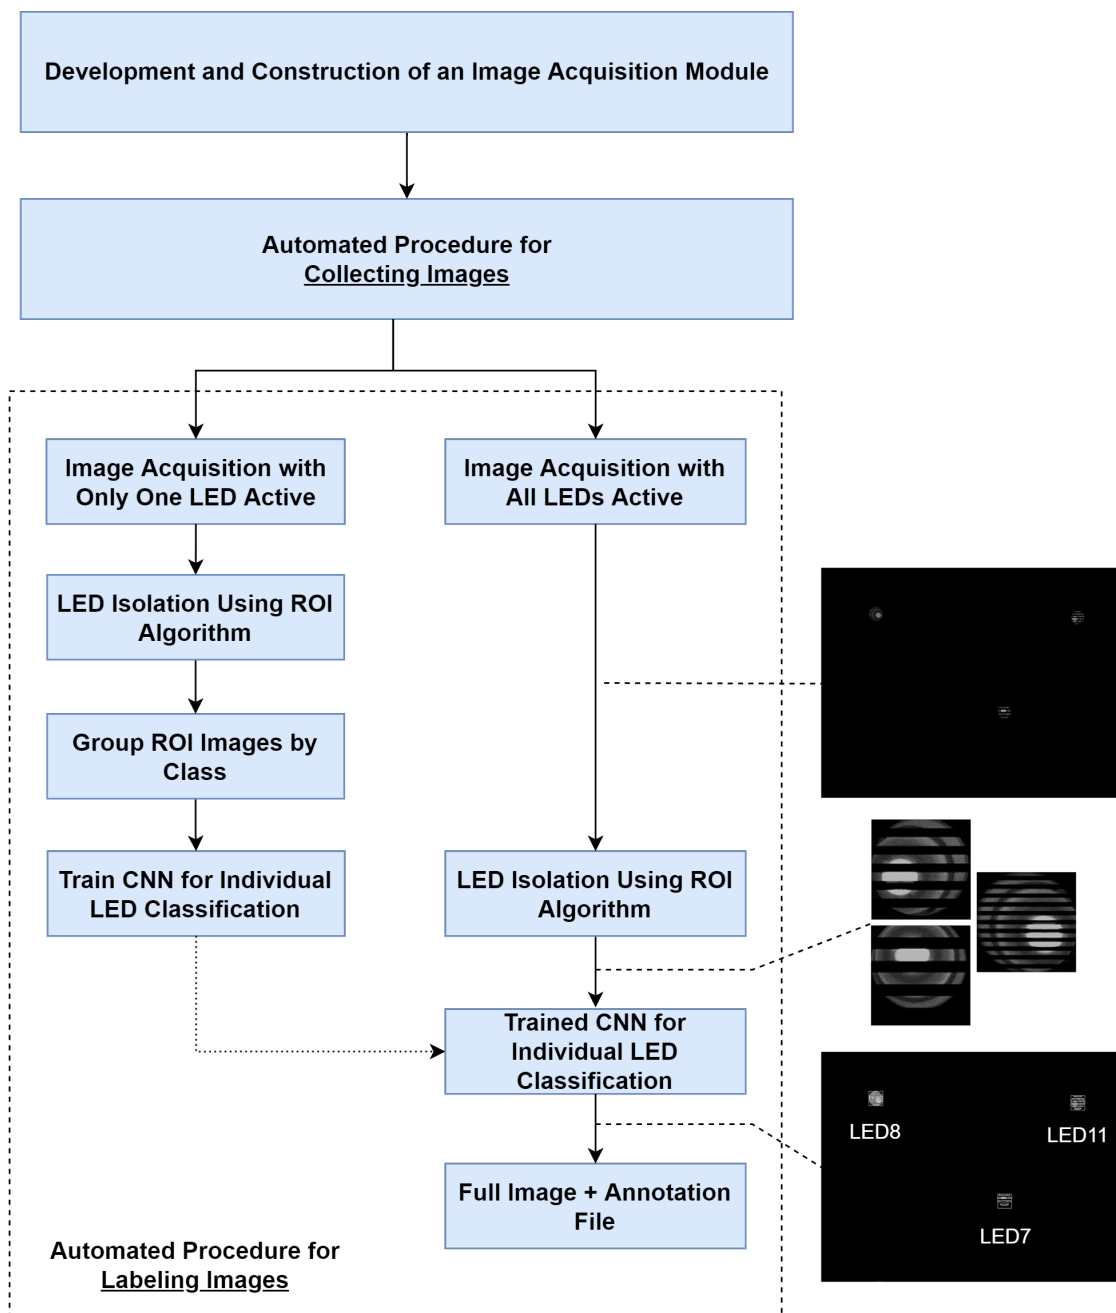 Development and Construction of an Image Acquisition Module
Automated Procedure for
Collecting Images
Image Acquisition with
Only One LED Active
LED Isolation Using ROI
Algorithm
Group ROI Images by
Class
Train CNN for Individual
LED Classification
Image Acquisition with
All LEDs Active
LED Isolation Using ROI
Algorithm
Trained CNN for
Individual LED
Classification
Full Image + Annotation
File
LED8
LED11
LED7
Automated Procedure for
Labeling Images